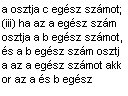 a osztja c egész számot;
(iii) ha az a egész szám
osztja a b egész számot,
és a b egész szám osztj
a az a egész számot akk
or az a és b egész